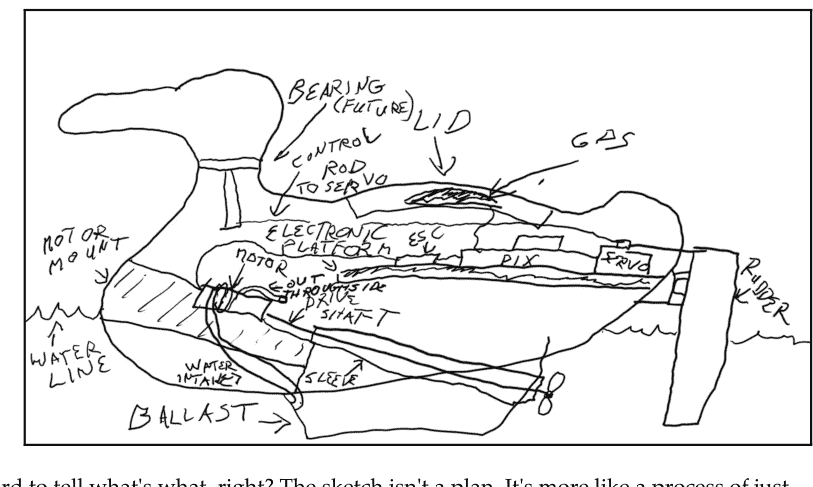 BEARING
(FUTURE)
LID
GAS
CONTROL
ROD
TO SERVO
ELECTRONIC
PLATFORM
ESC
PIX
SERVO
MOTOR
MOUNT
MOTOR
OUT
THROUGH SIDE
DRIVE
SHAFT
RUDDER
WATER
LINE
WATER
INTAKE?
SLEEVE
BALLAST
rd to tell what's what, right? The sketch isn't a plan. It's more like a process of just